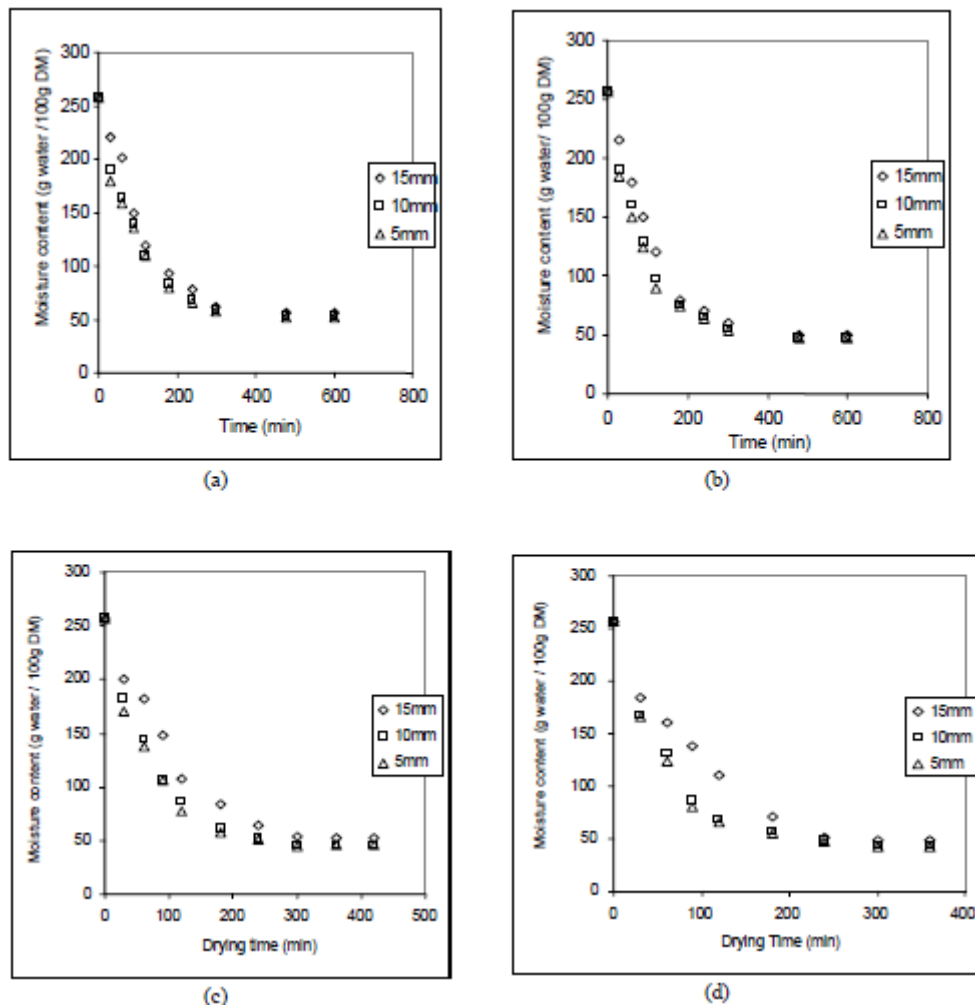 Moisture content (g water / 100g DM)
300
250
200
150
100
50
0
0 200 400 600 800
Time (min)
15mm
10mm
5mm
(a)
Moisture content (g water/ 100g DM)
300
250
200
150
100
50
0
0 200 400 600 800
Time (min)
15mm
10mm
5mm
(b)
Moisture content (g water / 100g DM)
300
250
200
150
100
50
0
0 100 200 300 400 500
Drying time (min)
15mm
10mm
5mm
(c)
Moisture content (g water / 100g DM)
300
250
200
150
100
50
0
0 100 200 300 400
Drying Time (min)
15mm
10mm
5mm
(d)